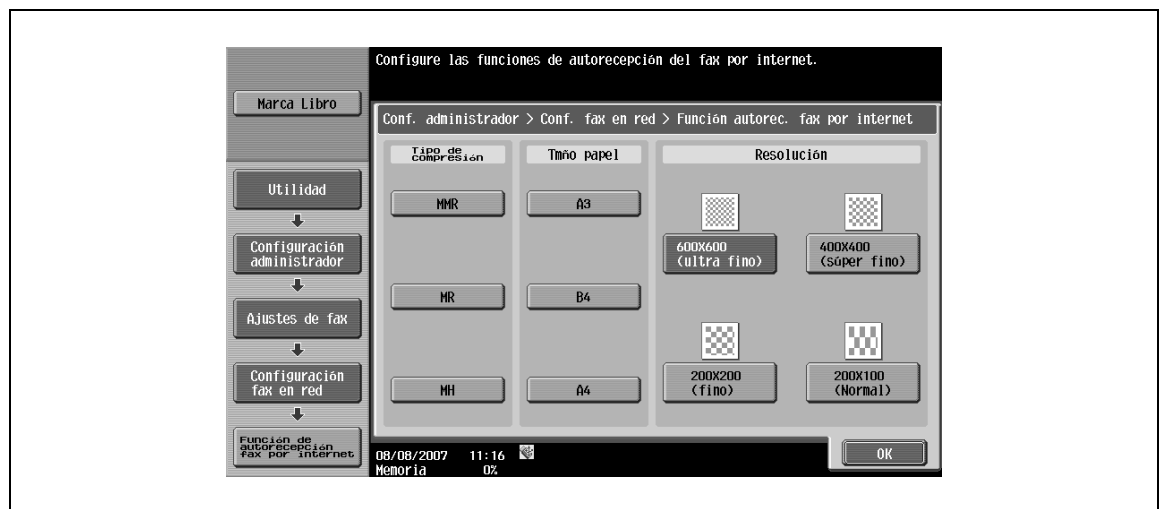 Configure las funciones de autorecepción del fax por internet.
Marca Libro
Conf. administrador > Conf. fax en red > Función autorec. fax por internet
Tipo de
compresión
Tmño papel
Resolución
Utilidad
MMR
A3
600X600
(ultra fino)
400X400
(súper fino)
Configuración
administrador
MR
B4
Ajustes de fax
Configuración
fax en red
MH
A4
200X200
(fino)
200X100
(Normal)
Función de
autorecepción
fax por internet
08/08/2007 11:16
Memoria 0%
OK